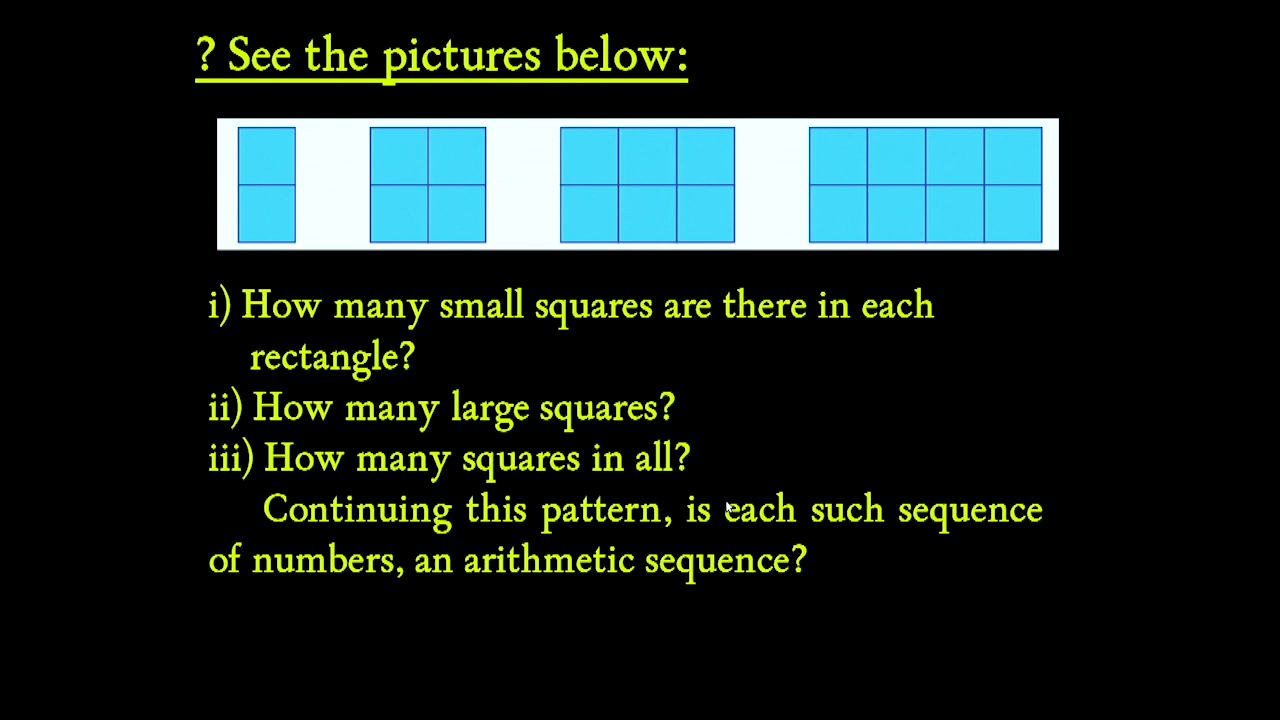 ? See the pictures below:
i) How many small squares are there in each
rectangle?
ii) How many large squares?
iii) How many squares in all?
Continuing this pattern, is each such sequence
of numbers, an arithmetic sequence?